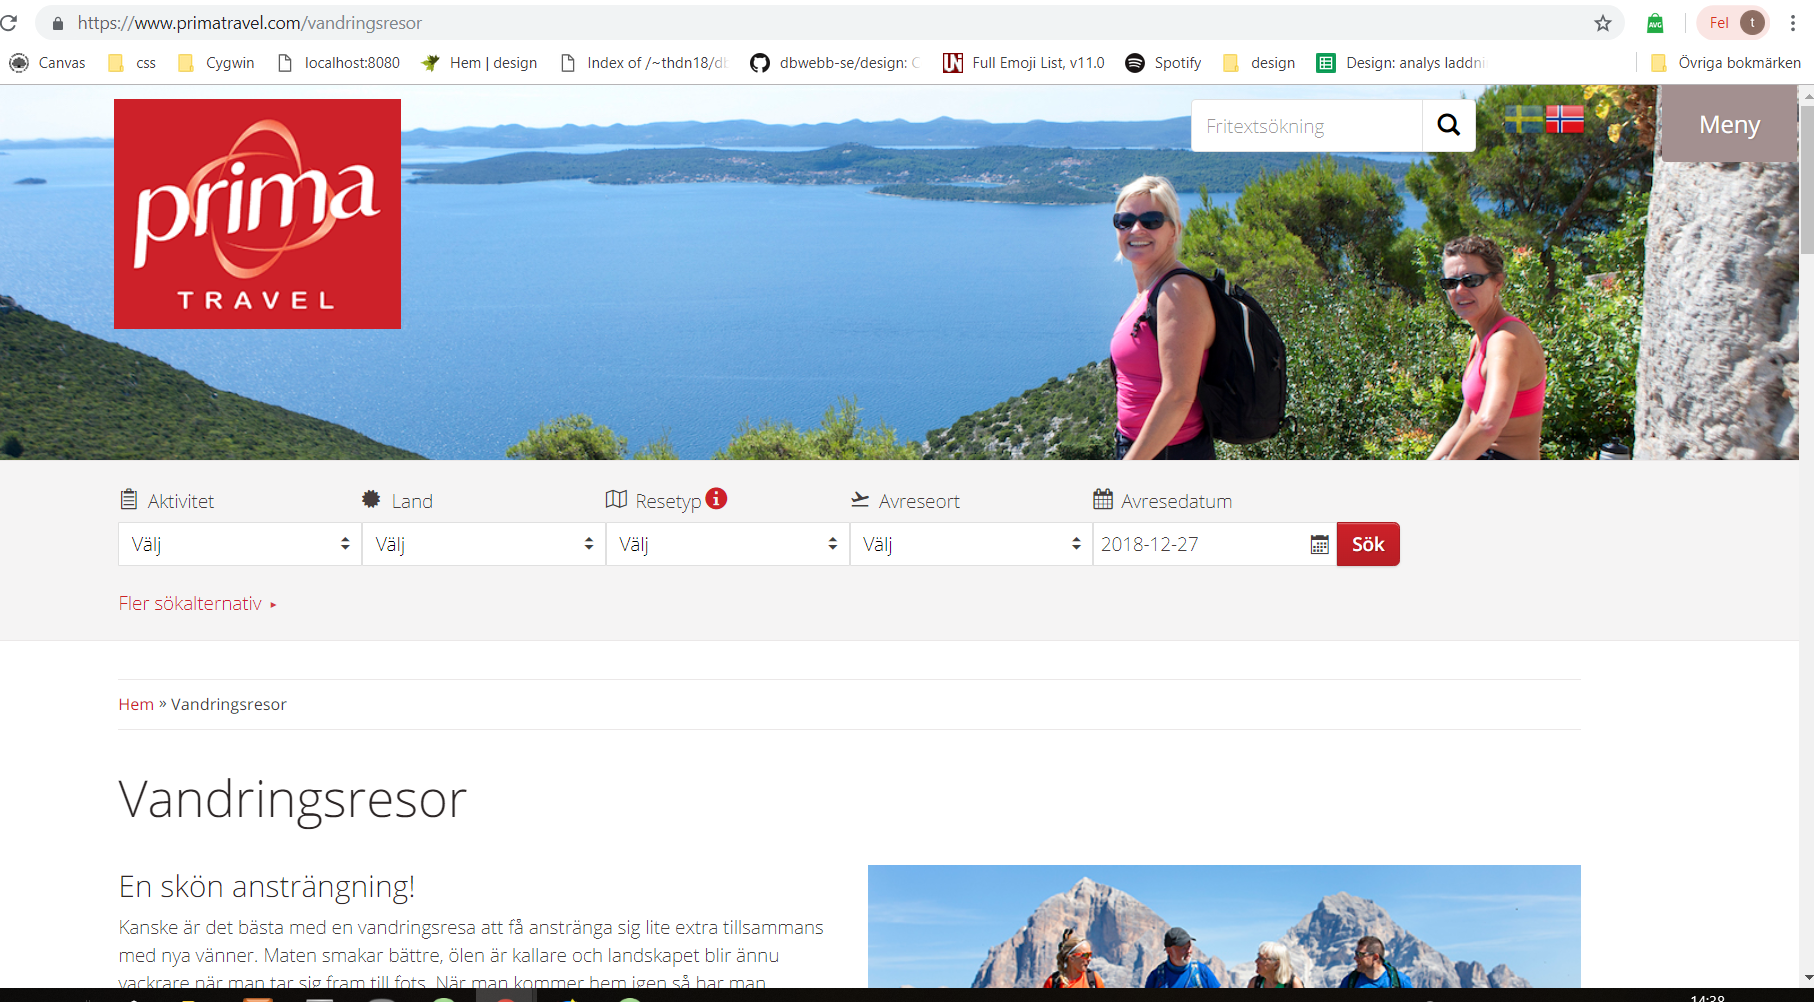 https://www.primatravel.com/vandringsresor
Fel t
Canvas css Cygwin localhost:8080 Hem | design Index of /~thdn18/db dbwebb-se/design: Full Emoji List, v11.0 Spotify design Design: analys laddni Övriga bokmärken
Fritextsökning
Meny
prima
TRAVEL
Aktivitet Land Resetyp Avreseort Avresedatum
Välj Välj Välj Välj 2018-12-27 Sök
Fler sökalternativ ▸
Hem » Vandringsresor
Vandringsresor
En skön ansträngning!
Kanske är det bästa med en vandringsresa att få anstränga sig lite extra tillsammans
med nya vänner. Maten smakar bättre, ölen är kallare och landskapet blir ännu
vackrare när man tar sig fram till fots. När man kommer hem igen så har man
14:38